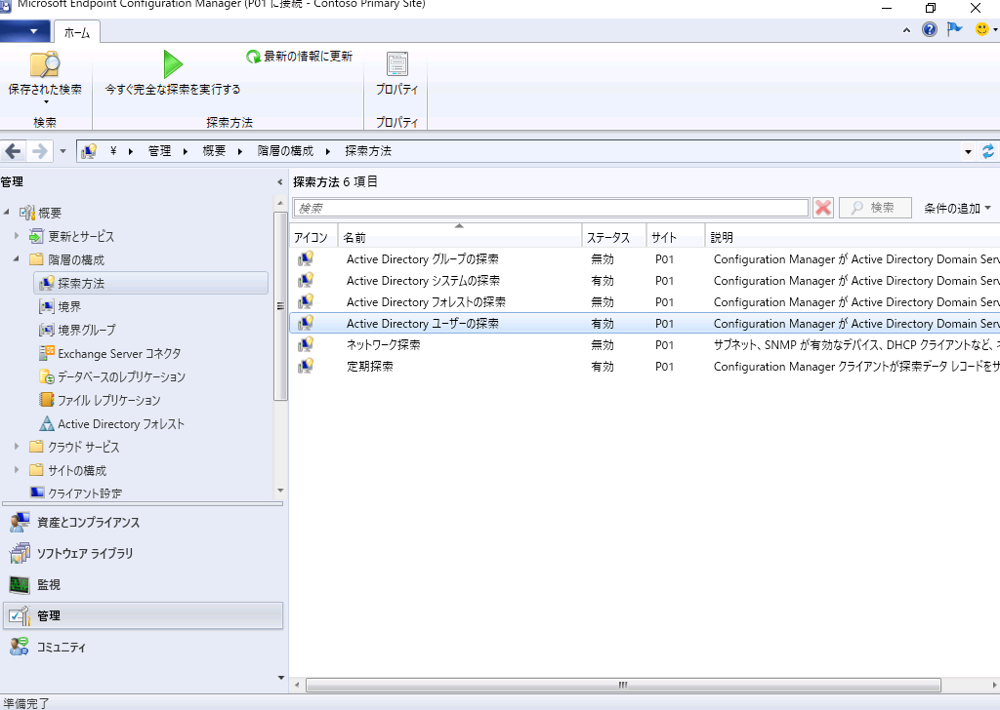 Microsoft Endpoint Configuration Manager (P01 に接続 - Contoso Primary Site)
ホーム
保存された検索
検索
今すぐ完全な探索を実行する
最新の情報に更新
探索方法
プロパティ
プロパティ
¥ 管理 概要 階層の構成 探索方法
管理
概要
更新とサービス
階層の構成
探索方法
境界
境界グループ
Exchange Server コネクタ
データベースのレプリケーション
ファイル レプリケーション
Active Directory フォレスト
クラウド サービス
サイトの構成
クライアント設定
資産とコンプライアンス
ソフトウェア ライブラリ
監視
管理
コミュニティ
探索方法 6 項目
検索 検索 条件の追加
アイコン 名前 ステータス サイト 説明
Active Directory グループの探索 無効 P01 Configuration Manager が Active Directory Domain Serv
Active Directory システムの探索 有効 P01 Configuration Manager が Active Directory Domain Serv
Active Directory フォレストの探索 無効 P01 Configuration Manager が Active Directory Domain Serv
Active Directory ユーザーの探索 有効 P01 Configuration Manager が Active Directory Domain Serv
ネットワーク探索 無効 P01 サブネット、SNMP が有効なデバイス、DHCP クライアントなど、
定期探索 有効 P01 Configuration Manager クライアントが探索データ レコードをサ
準備完了